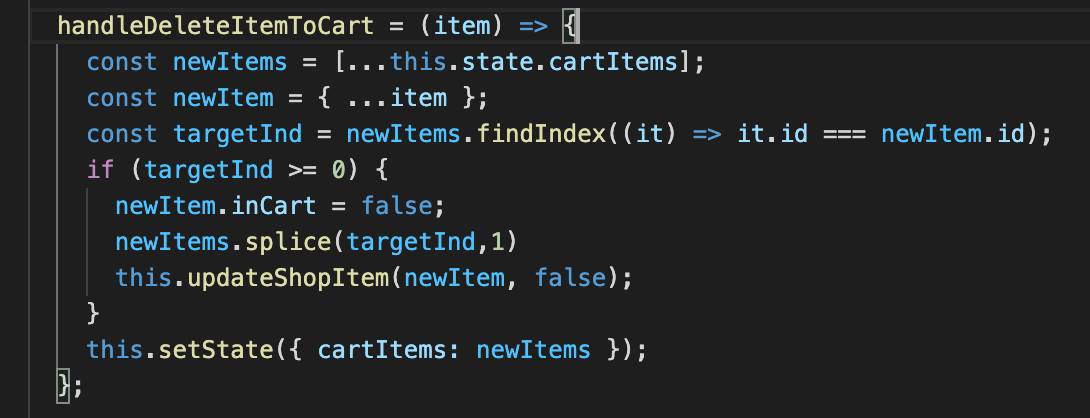 handleDeleteItemToCart = (item) => {
const newItems = [...this.state.cartItems];
const newItem = { ...item };
const targetInd = newItems.findIndex((it) => it.id === newItem.id);
if (targetInd >= 0) {
newItem.inCart = false;
newItems.splice(targetInd,1)
this.updateShopItem(newItem, false);
}
this.setState({ cartItems: newItems });
};